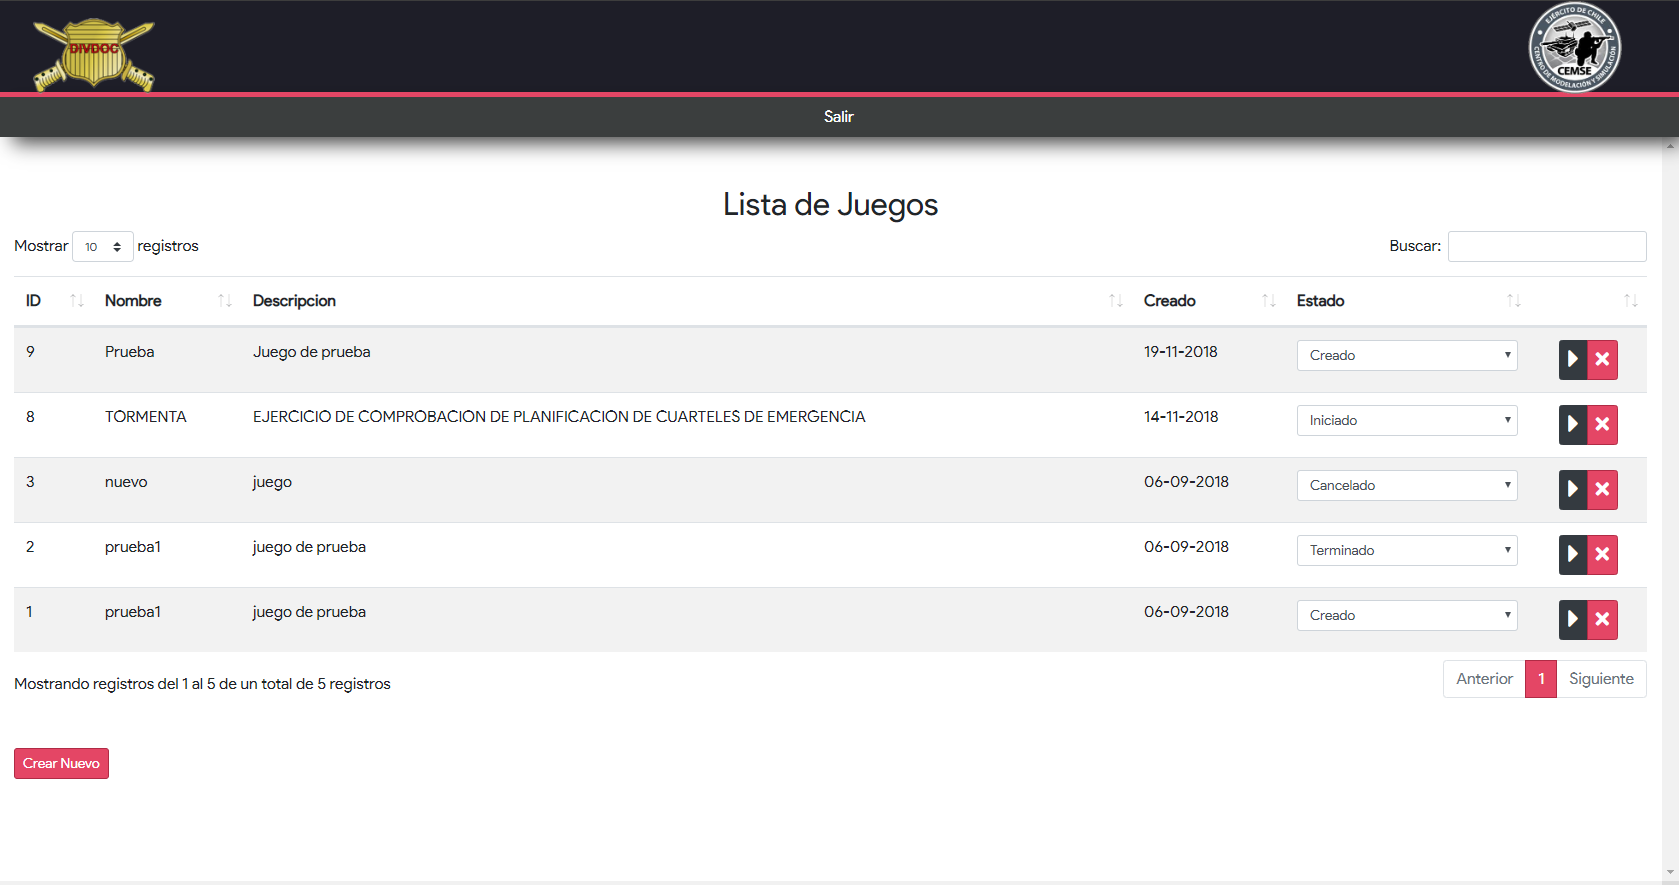 DIVDOC
EJÉRCITO DE CHILE
CEMSE
CENTRO DE MODELACIÓN Y SIMULACIÓN
Salir
Lista de Juegos
Mostrar 10 registros
Buscar:
ID Nombre Descripcion Creado Estado
9 Prueba Juego de prueba 19-11-2018 Creado
8 TORMENTA EJERCICIO DE COMPROBACION DE PLANIFICACION DE CUARTELES DE EMERGENCIA 14-11-2018 Iniciado
3 nuevo juego 06-09-2018 Cancelado
2 prueba1 juego de prueba 06-09-2018 Terminado
1 prueba1 juego de prueba 06-09-2018 Creado
Mostrando registros del 1 al 5 de un total de 5 registros
Anterior 1 Siguiente
Crear Nuevo